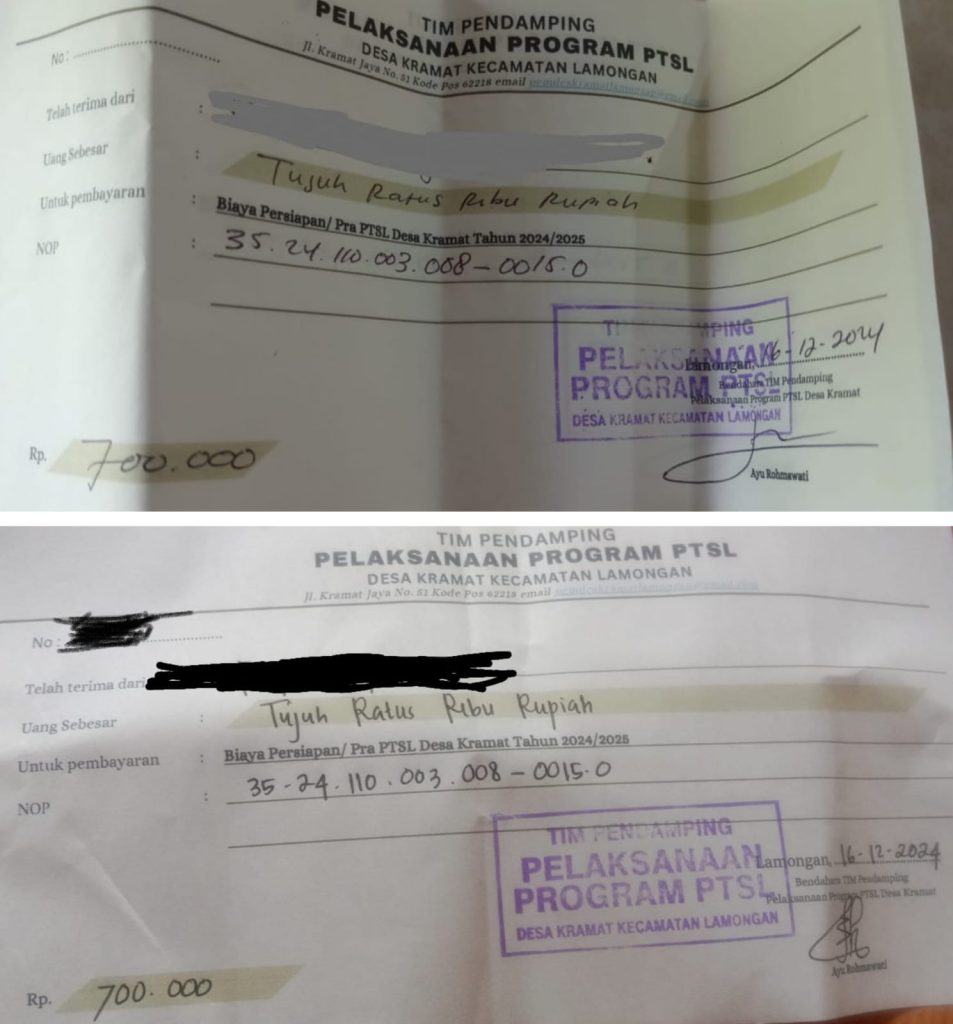 TIM PENDAMPING
PELAKSANAAN PROGRAM PTSL
DESA KRAMAT KECAMATAN LAMONGAN
Jl. Kramat Jaya No. 51 Kode Pos 62218 email
No :
Telah terima dari :
Uang Sebesar : Tujuh Ratus Ribu Rupiah
Untuk pembayaran : Biaya Persiapan/ Pra PTSL Desa Kramat Tahun 2024/2025
NOP : 35.24.110.003.008-0015.0
TIM PENDAMPING
PELAKSANAAN
PROGRAM PTSL
DESA KRAMAT KECAMATAN LAMONGAN
Lamongan, 16-12-2024
Bendahara TIM Pendamping
Pelaksanaan Program PTSL Desa Kramat
Rp. 700.000
Ayu Rohmawati
TIM PENDAMPING
PELAKSANAAN PROGRAM PTSL
DESA KRAMAT KECAMATAN LAMONGAN
Jl. Kramat Jaya No. 51 Kode Pos 62218 email
No :
Telah terima dari
Uang Sebesar : Tujuh Ratus Ribu Rupiah
Untuk pembayaran : Biaya Persiapan/ Pra PTSL Desa Kramat Tahun 2024/2025
NOP : 35-24.110.003.008-0015.0
TIM PENDAMPING
PELAKSANAAN
PROGRAM PTSL
DESA KRAMAT KECAMATAN LAMONGAN
Lamongan, 16-12-2024
Bendahara TIM Pendamping
Pelaksanaan Program PTSL Desa Kramat
Ayu Rohmawati
Rp. 700.000